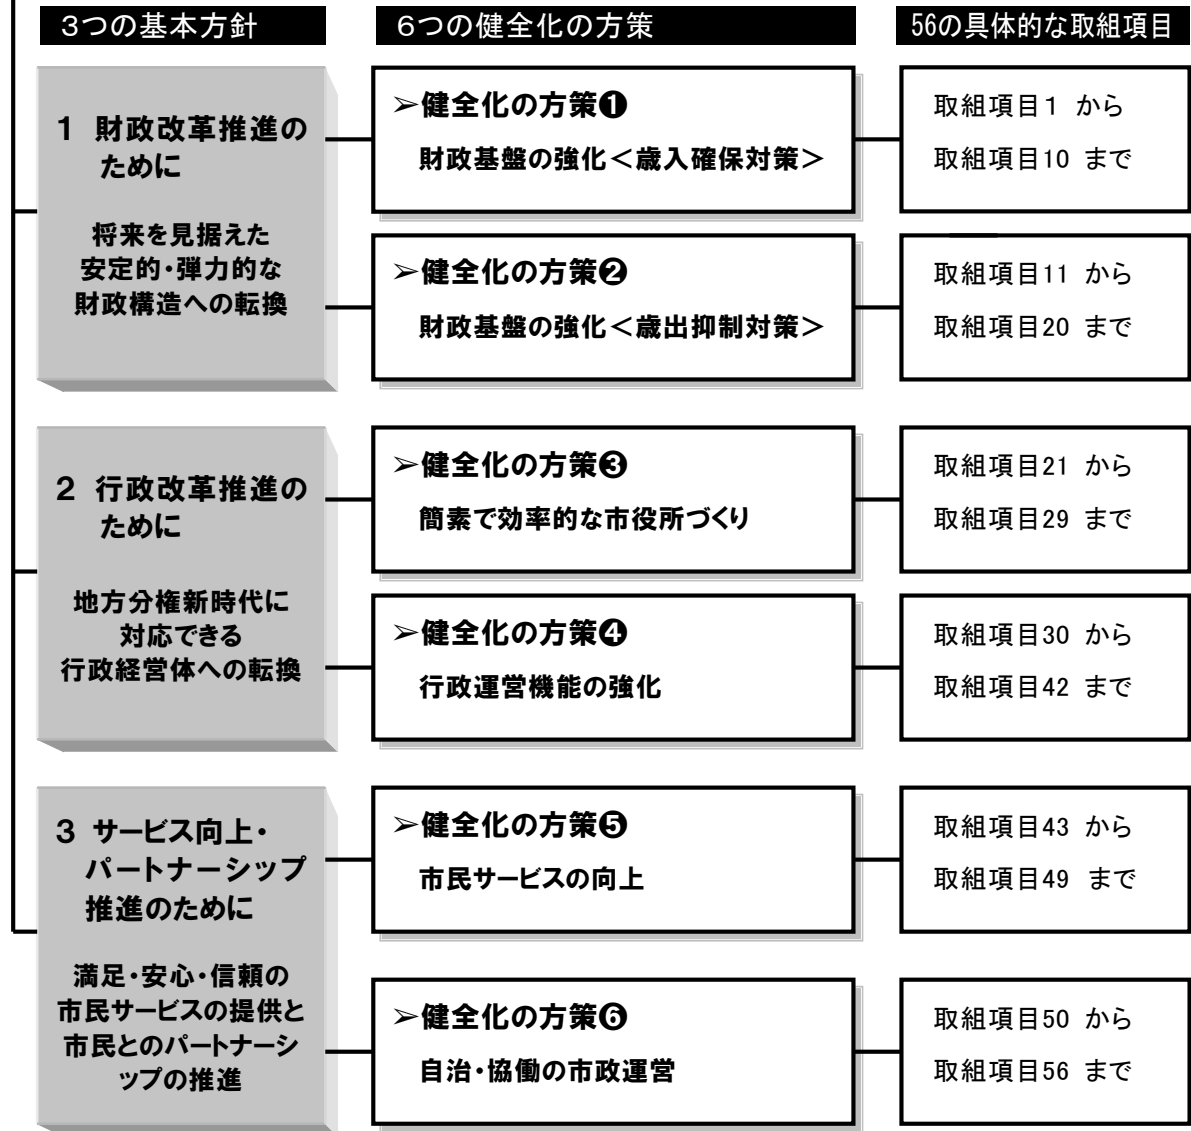 3つの基本方針
6つの健全化の方策
56の具体的な取組項目
1 財政改革推進の
ために
将来を見据えた
安定的・弾力的な
財政構造への転換
➢健全化の方策❶
財政基盤の強化＜歳入確保対策＞
取組項目1 から
取組項目10 まで
➢健全化の方策❷
財政基盤の強化＜歳出抑制対策＞
取組項目11 から
取組項目20 まで
2 行政改革推進の
ために
地方分権新時代に
対応できる
行政経営体への転換
➢健全化の方策❸
簡素で効率的な市役所づくり
取組項目21 から
取組項目29 まで
➢健全化の方策❹
行政運営機能の強化
取組項目30 から
取組項目42 まで
3 サービス向上・
パートナーシップ
推進のために
満足・安心・信頼の
市民サービスの提供と
市民とのパートナーシ
ップの推進
➢健全化の方策❺
市民サービスの向上
取組項目43 から
取組項目49 まで
➢健全化の方策❻
自治・協働の市政運営
取組項目50 から
取組項目56 まで